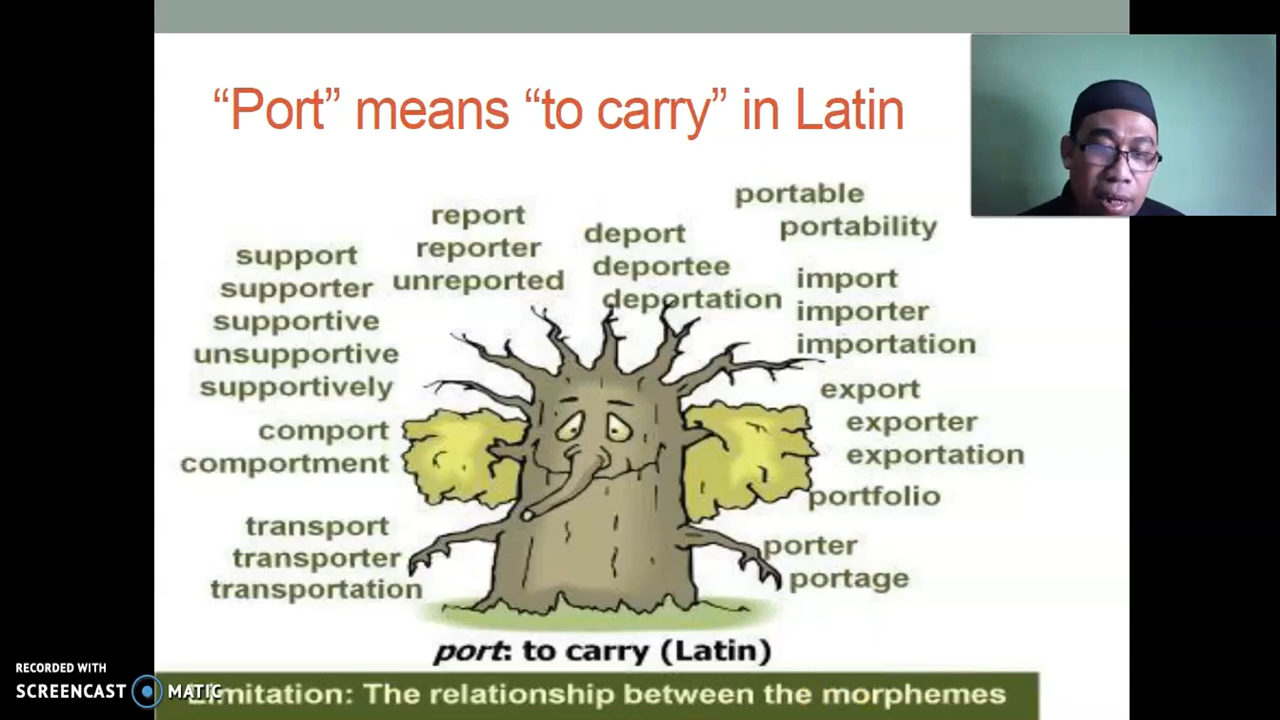 “Port” means “to carry” in Latin
support
supporter
supportive
unsupportive
supportively
report
reporter
unreported
deport
deportee
deportation
portable
portability
import
importer
importation
comport
comportment
export
exporter
exportation
portfolio
transport
transporter
transportation
porter
portage
port: to carry (Latin)
Limitation: The relationship between the morphemes
RECORDED WITH
SCREENCAST MATIC